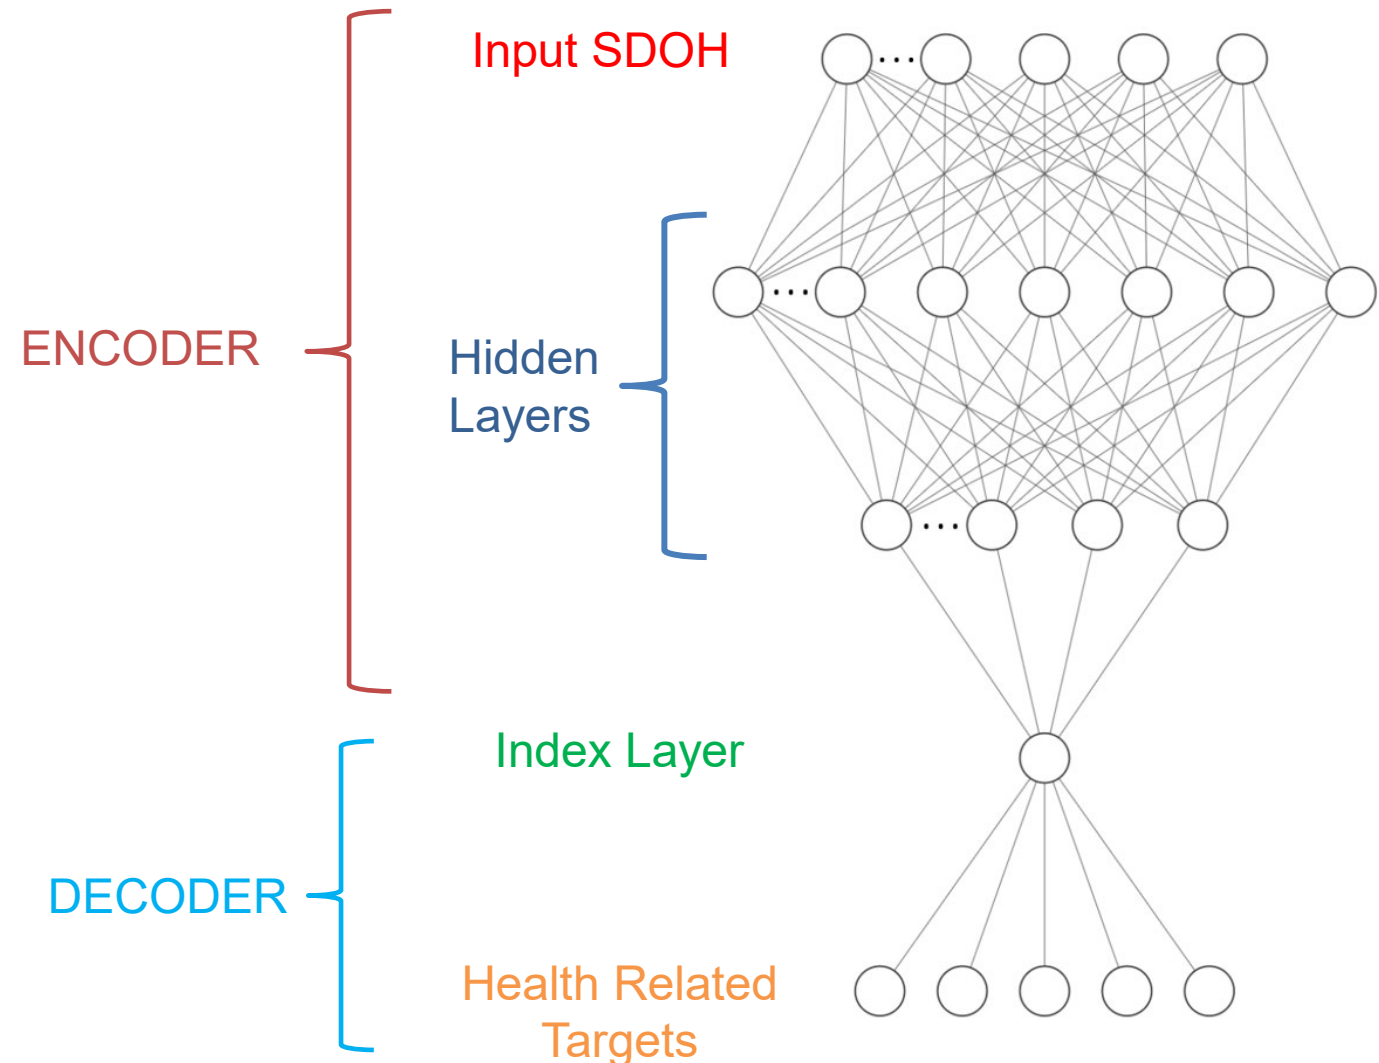 Input SDOH
ENCODER
Hidden
Layers
Index Layer
DECODER
Health Related
Targets